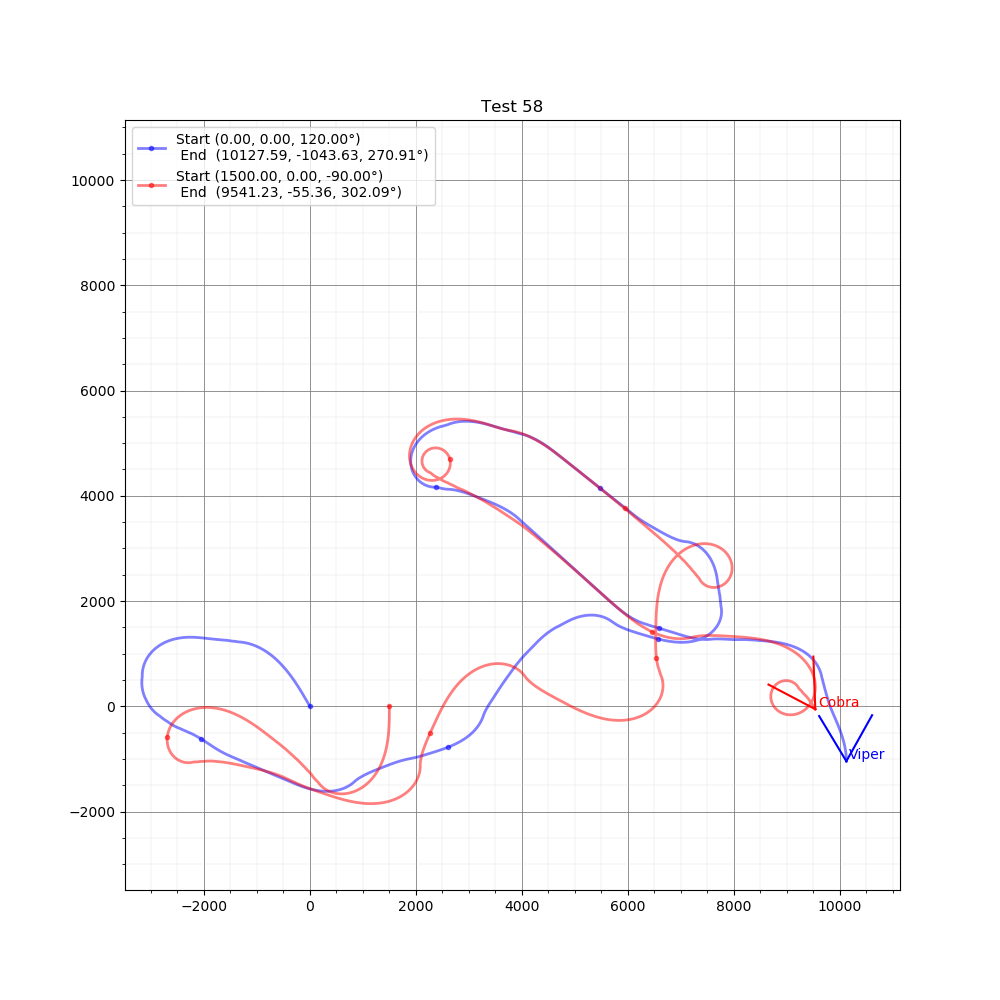 Test 58
Start (0.00, 0.00, 120.00°)
End (10127.59, -1043.63, 270.91°)
Start (1500.00, 0.00, -90.00°)
End (9541.23, -55.36, 302.09°)
10000
8000
6000
4000
2000
0
−2000
Cobra
Viper
−2000 0 2000 4000 6000 8000 10000